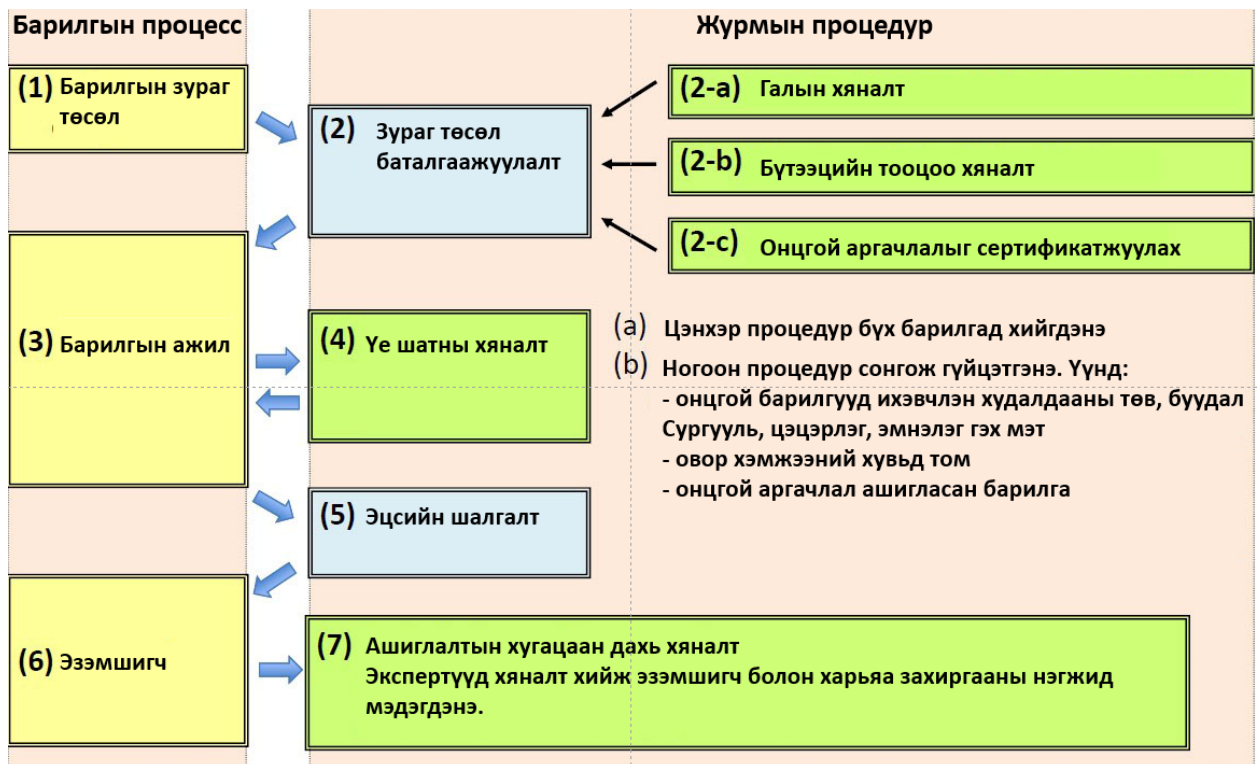 Барилгын процесс
Журмын процедур
(1) Барилгын зураг
төсөл
(2) Зураг төсөл
баталгаажуулалт
(2-a) Галын хяналт
(2-b) Бүтээцийн тооцоо хяналт
(2-c) Онцгой аргачлалыг сертификатжуулах
(3) Барилгын ажил
(4) Үе шатны хяналт
(a) Цэнхэр процедур бүх барилгад хийгдэнэ
(b) Ногоон процедур сонгож гүйцэтгэнэ. Үүнд:
- онцгой барилгууд ихэвчлэн худалдааны төв, буудал
Сургууль, цэцэрлэг, эмнэлэг гэх мэт
- овор хэмжээний хувьд том
- онцгой аргачлал ашигласан барилга
(5) Эцсийн шалгалт
(6) Эзэмшигч
(7) Ашиглалтын хугацаан дахь хяналт
Экспертүүд хяналт хийж эзэмшигч болон харьяа захиргааны нэгжид
мэдэгдэнэ.